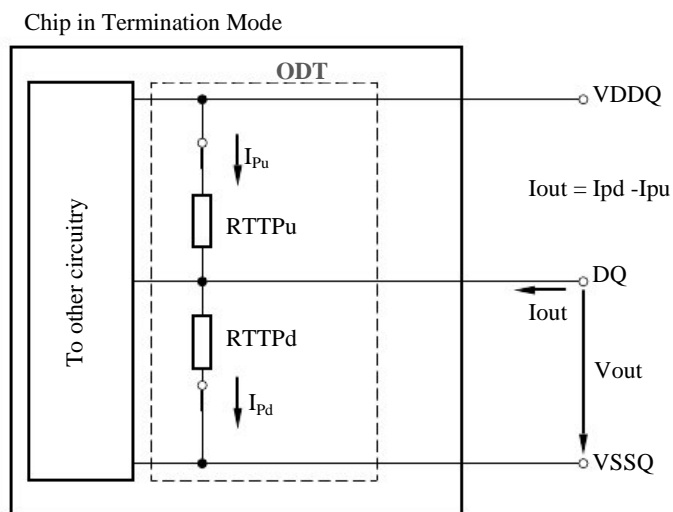 Chip in Termination Mode
ODT
VDDQ
IPu
Iout = Ipd -Ipu
RTTPu
To other circuitry
DQ
Iout
RTTPd
Vout
IPd
VSSQ